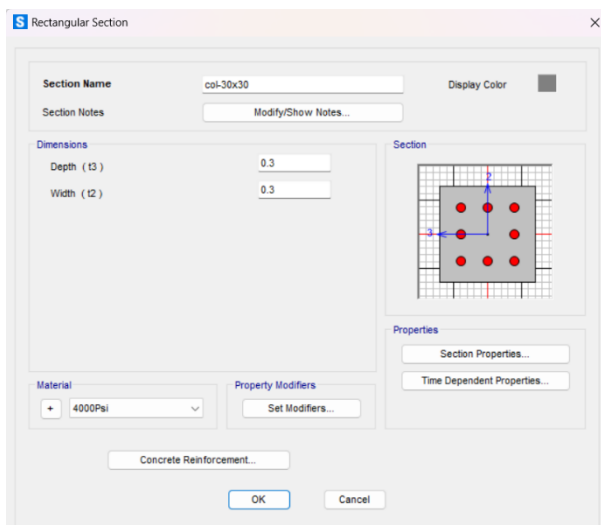 S Rectangular Section
Section Name col-30x30 Display Color
Section Notes Modify/Show Notes...
Dimensions
Depth ( t3 ) 0.3
Width ( t2 ) 0.3
Section
2
3
Properties
Section Properties...
Time Dependent Properties...
Material
+ 4000Psi
Property Modifiers
Set Modifiers...
Concrete Reinforcement...
OK Cancel